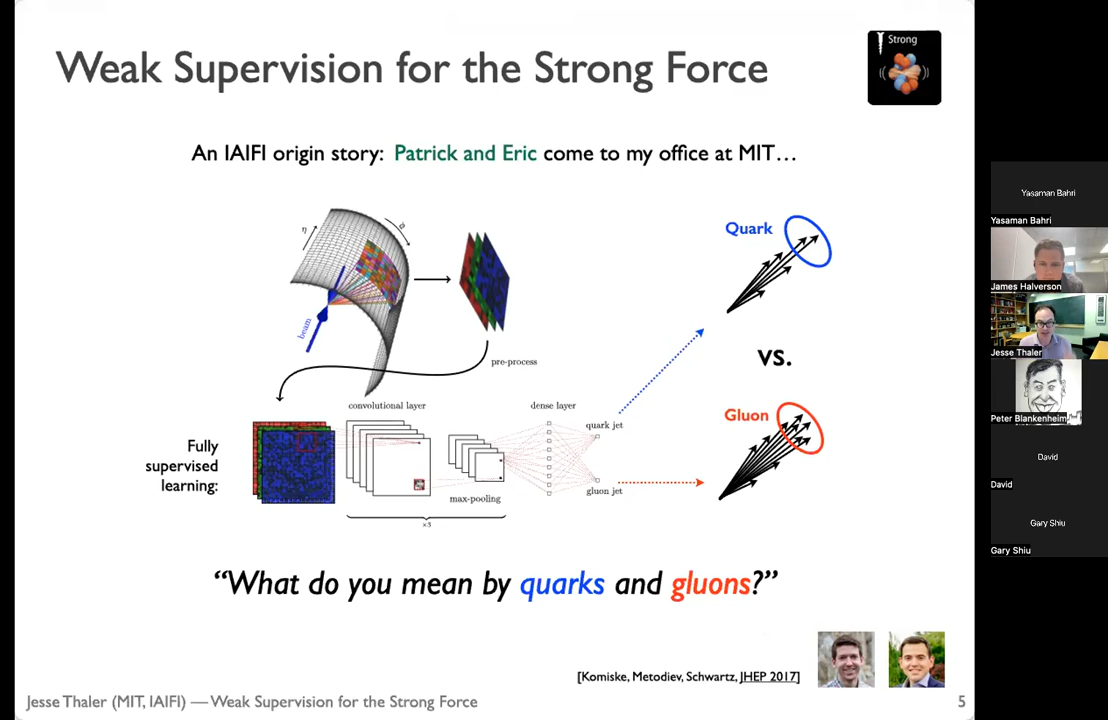 Weak Supervision for the Strong Force
Strong
An IAIFI origin story: Patrick and Eric come to my office at MIT…
η
ϕ
beam
pre-process
Quark
vs.
Gluon
Fully
supervised
learning:
convolutional layer
dense layer
quark jet
gluon jet
max-pooling
×3
“What do you mean by quarks and gluons?”
[Komiske, Metodiev, Schwartz, JHEP 2017]
Jesse Thaler (MIT, IAIFI) — Weak Supervision for the Strong Force
5
Yasaman Bahri
Yasaman Bahri
James Halverson
Jesse Thaler
Peter Blankenheim
David
David
Gary Shiu
Gary Shiu